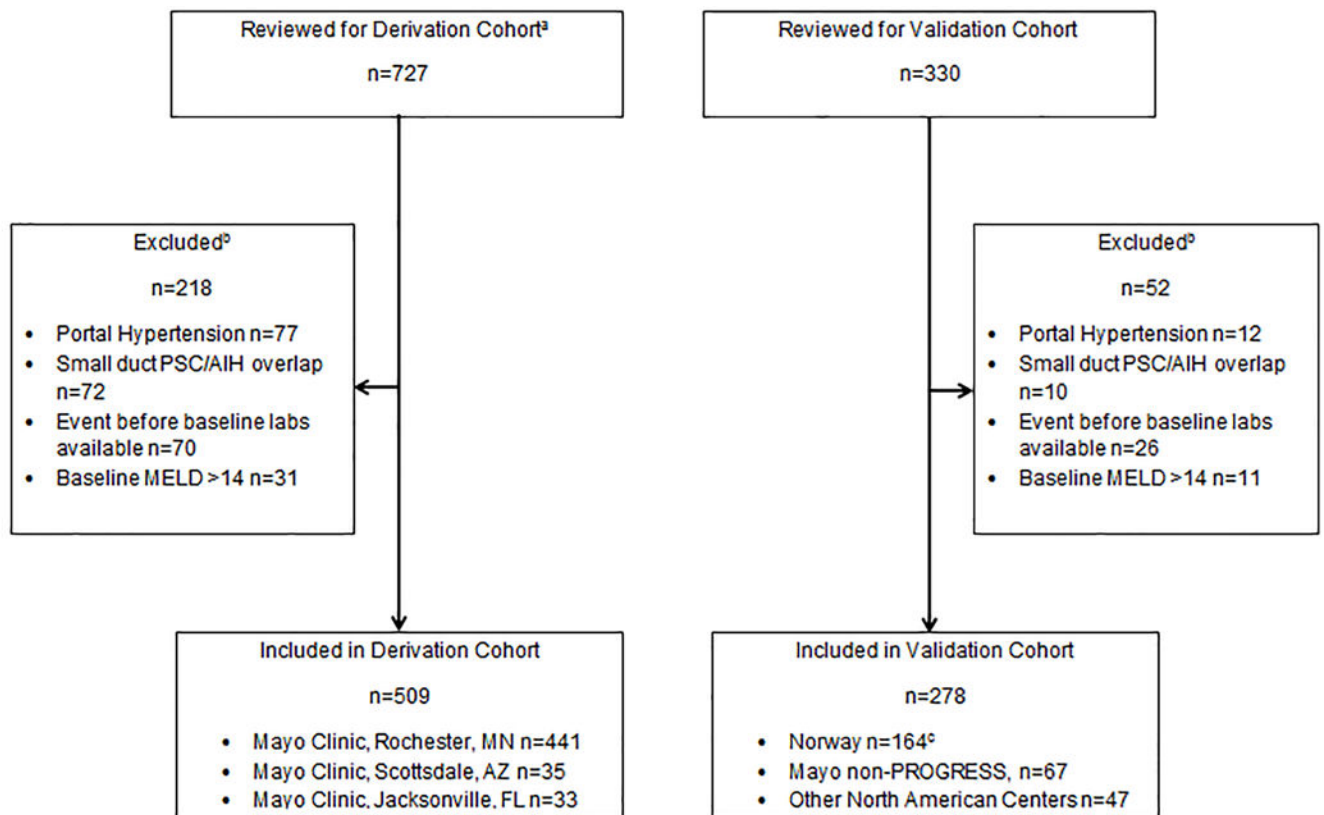 Reviewed for Derivation Cohortᵃ
n=727
Reviewed for Validation Cohort
n=330
Excludedᵇ
n=218
• Portal Hypertension n=77
• Small duct PSC/AIH overlap
n=72
• Event before baseline labs
available n=70
• Baseline MELD >14 n=31
Excludedᵇ
n=52
• Portal Hypertension n=12
• Small duct PSC/AIH overlap
n=10
• Event before baseline labs
available n=26
• Baseline MELD >14 n=11
Included in Derivation Cohort
n=509
• Mayo Clinic, Rochester, MN n=441
• Mayo Clinic, Scottsdale, AZ n=35
• Mayo Clinic, Jacksonville, FL n=33
Included in Validation Cohort
n=278
• Norway n=164ᶜ
• Mayo non-PROGRESS, n=67
• Other North American Centers n=47